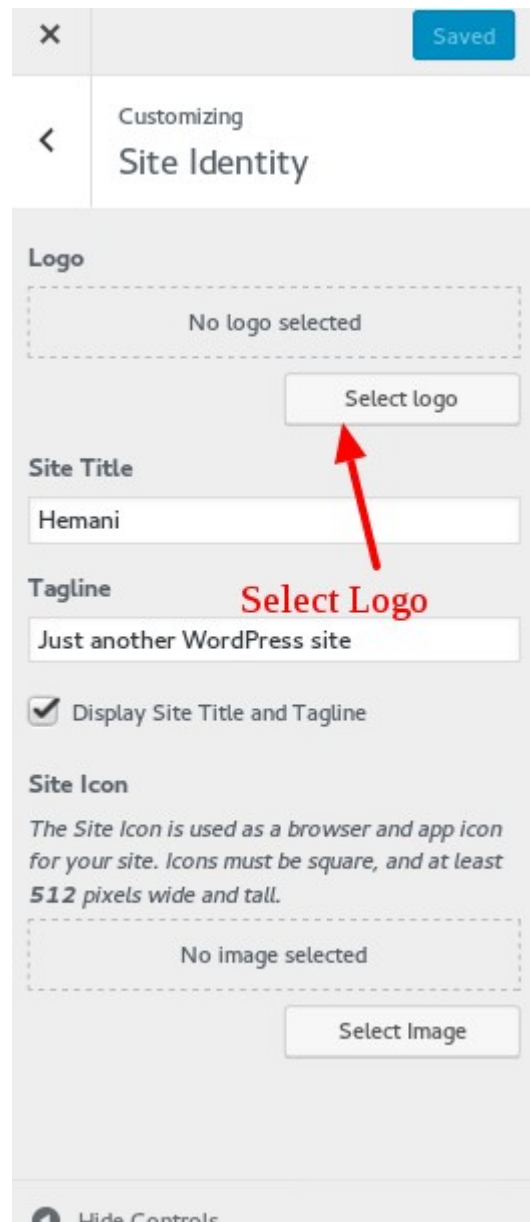 Saved
Customizing
Site Identity
Logo
No logo selected
Select logo
Site Title
Hemani
Select Logo
Tagline
Just another WordPress site
Display Site Title and Tagline
Site Icon
The Site Icon is used as a browser and app icon
for your site. Icons must be square, and at least
512 pixels wide and tall.
No image selected
Select Image
Hide Controls